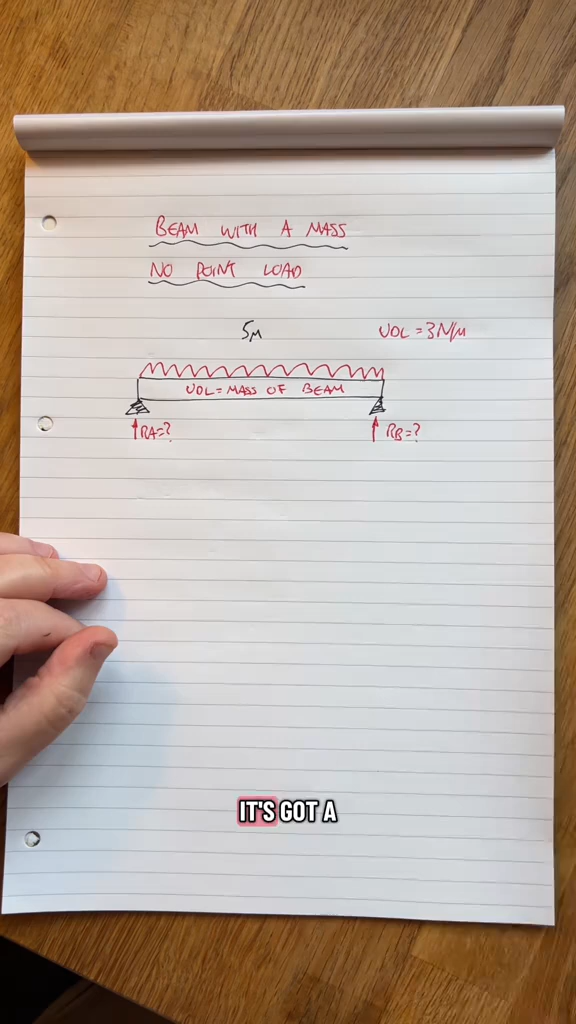 BEAM WITH A MASS
NO POINT LOAD
5M
UDL = 3N/M
UDL = MASS OF BEAM
RA=?
RB=?
IT'S GOT A